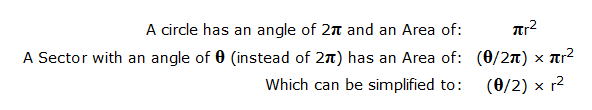 A circle has an angle of 2π and an Area of: πr²
A Sector with an angle of θ (instead of 2π) has an Area of: (θ/2π) × πr²
Which can be simplified to: (θ/2) × r²